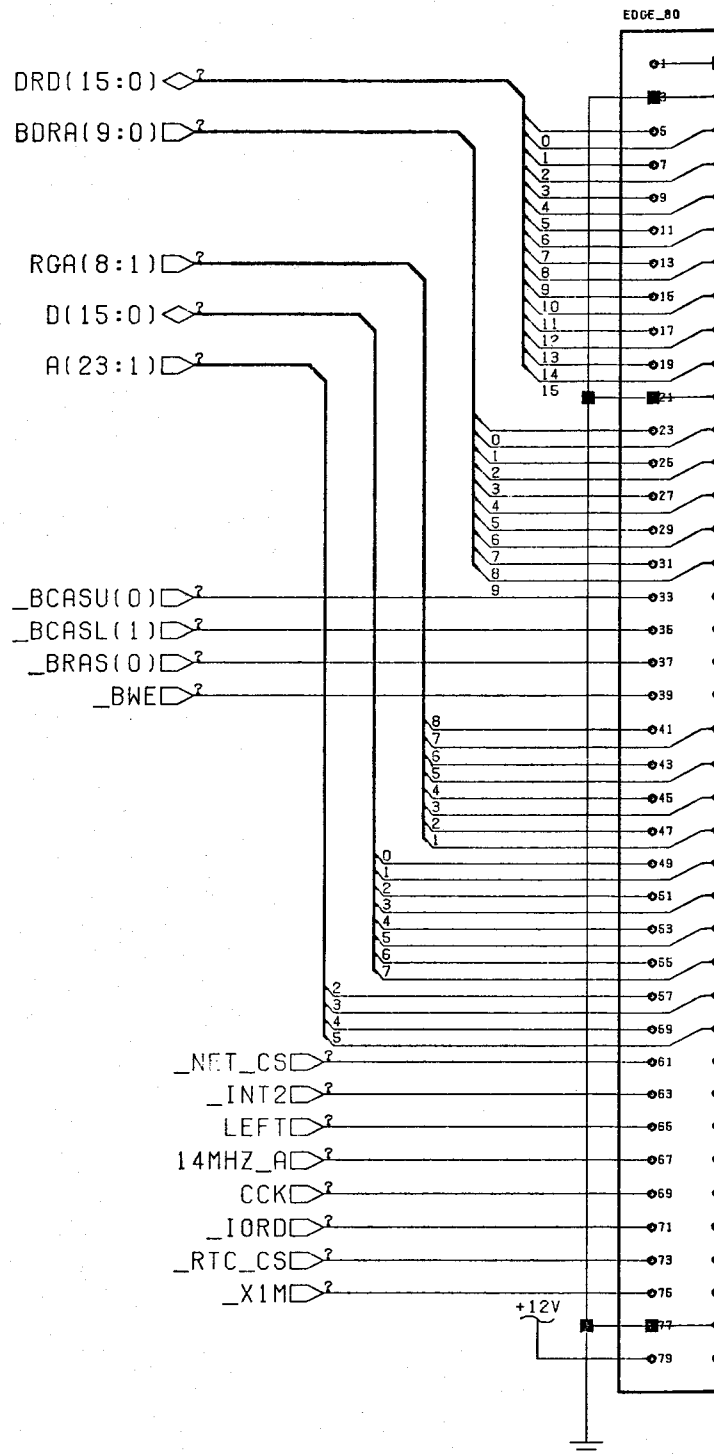 EDGE_80
1
DRD(15:0) ?
3
BDRA(9:0) ?
5
0
1 7
2
3 9
4
5 11
6
RGA(8:1) ?
7 13
8
9 15
10
D(15:0) ?
11 17
12
A(23:1) ?
13 19
14
15 21
23
0
1 25
2
3 27
4
5 29
6
7 31
8
9
_BCASU(0) ? 33
_BCASL(1) ? 35
_BRAS(0) ? 37
_BWE ? 39
8 41
7
6 43
5
4 45
3
2 47
1
0 49
1
2 51
3
4 53
5
6 55
7
2 57
3
4 59
5
_NET_CS ? 61
_INT2 ? 63
LEFT ? 65
14MHZ_A ? 67
CCK ? 69
_IORD ? 71
_RTC_CS ? 73
_X1M ? 75
+12V
77
79